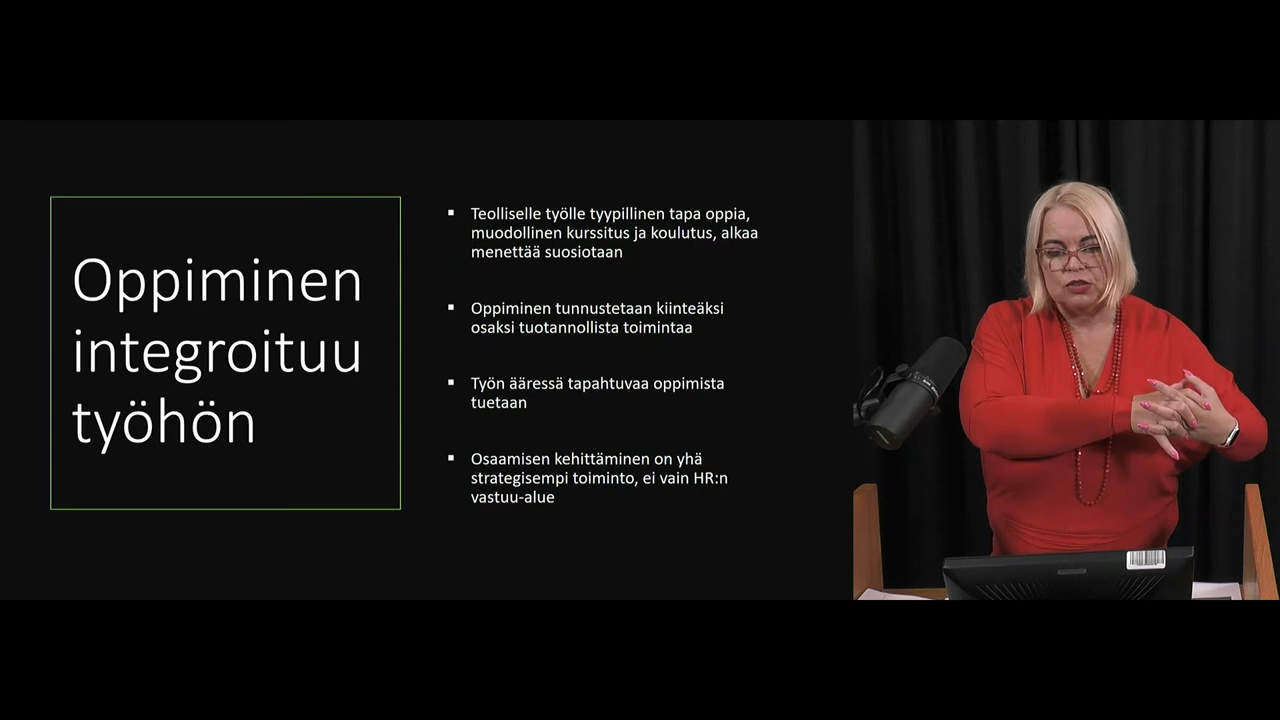 Oppiminen
integroituu
työhön
▪ Teolliselle työlle tyypillinen tapa oppia,
muodollinen kurssitus ja koulutus, alkaa
menettää suosiotaan
▪ Oppiminen tunnustetaan kiinteäksi
osaksi tuotannollista toimintaa
▪ Työn ääressä tapahtuvaa oppimista
tuetaan
▪ Osaamisen kehittäminen on yhä
strategisempi toiminto, ei vain HR:n
vastuu-alue